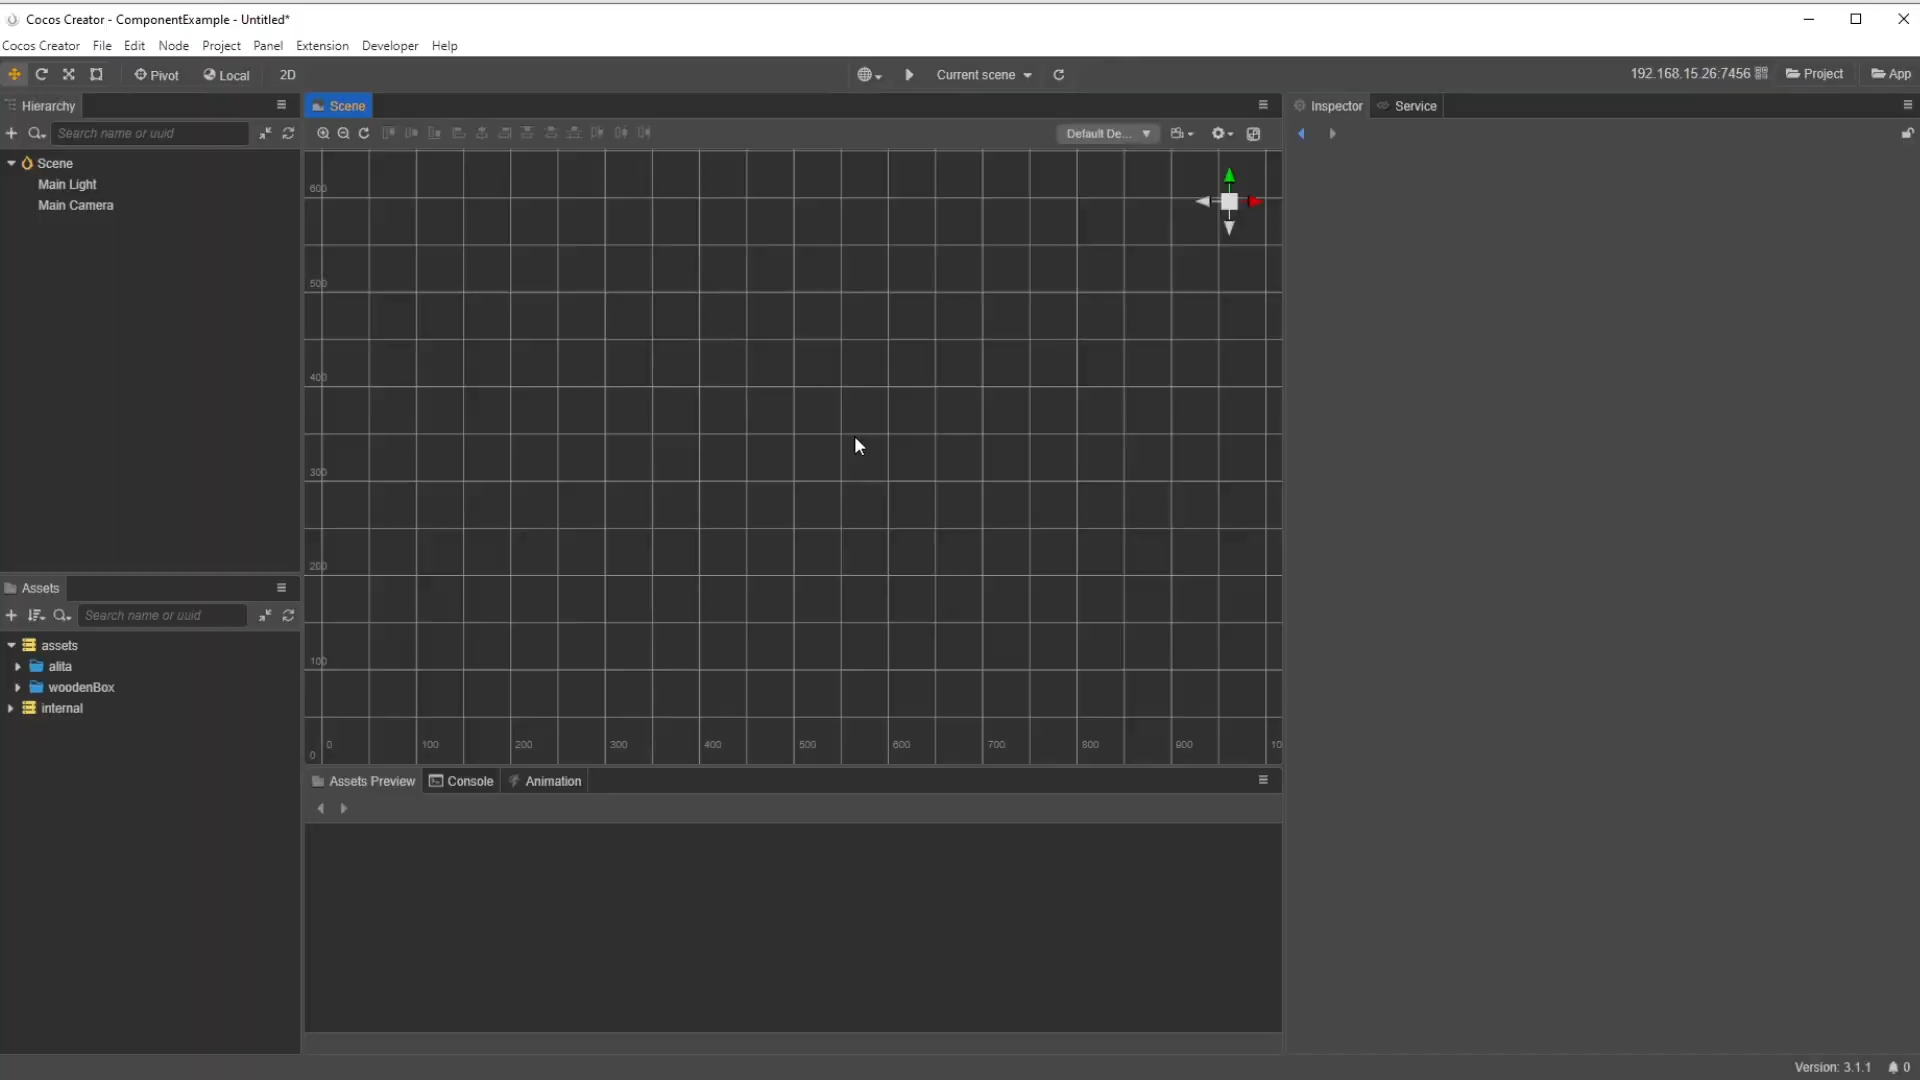 Cocos Creator - ComponentExample - Untitled*
Cocos Creator File Edit Node Project Panel Extension Developer Help
Pivot Local 2D Current scene 192.168.15.26:7456 Project App
Hierarchy
Search name or uuid
Scene
Main Light
Main Camera
Assets
Search name or uuid
assets
alita
woodenBox
internal
Scene
Default De...
600
500
400
300
200
100
0
0 100 200 300 400 500 600 700 800 900 10
Assets Preview Console Animation
Inspector Service
Version: 3.1.1 0